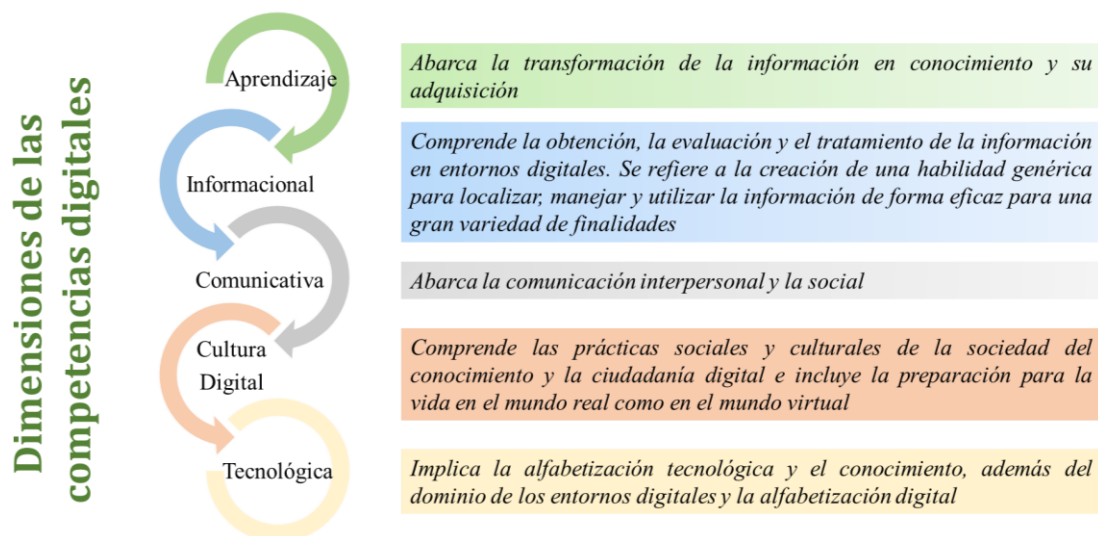 Dimensiones de las
competencias digitales
Aprendizaje
Abarca la transformación de la información en conocimiento y su
adquisición
Informacional
Comprende la obtención, la evaluación y el tratamiento de la información
en entornos digitales. Se refiere a la creación de una habilidad genérica
para localizar, manejar y utilizar la información de forma eficaz para una
gran variedad de finalidades
Comunicativa
Abarca la comunicación interpersonal y la social
Cultura
Digital
Comprende las prácticas sociales y culturales de la sociedad del
conocimiento y la ciudadanía digital e incluye la preparación para la
vida en el mundo real como en el mundo virtual
Tecnológica
Implica la alfabetización tecnológica y el conocimiento, además del
dominio de los entornos digitales y la alfabetización digital